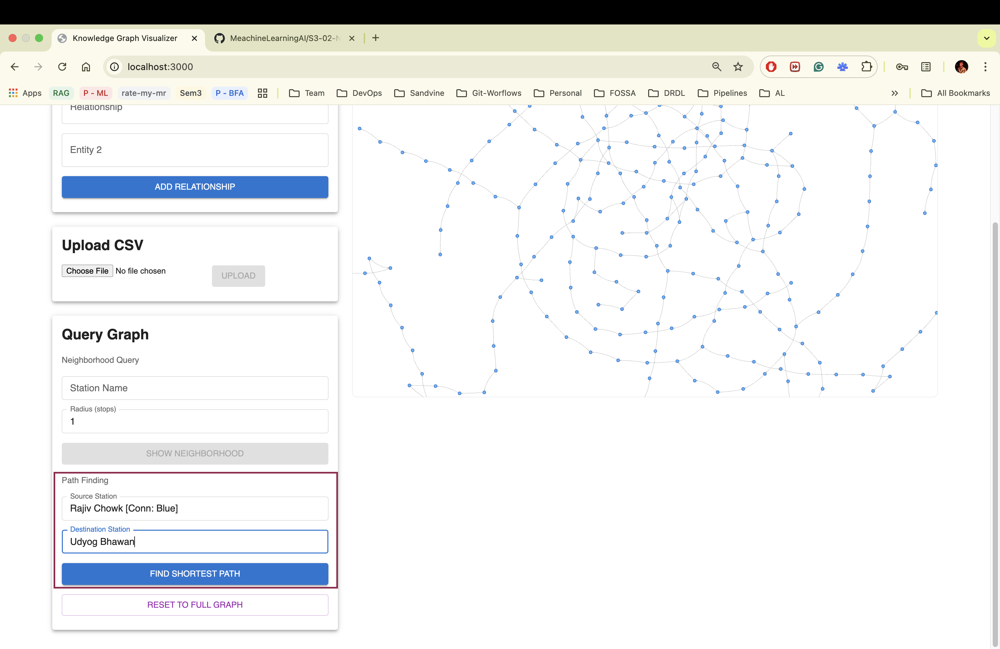 Knowledge Graph Visualizer
MeachineLearningAI/S3-02-N
localhost:3000
Apps
RAG
P - ML
rate-my-mr
Sem3
P - BFA
Team
DevOps
Sandvine
Git-Worflows
Personal
FOSSA
DRDL
Pipelines
AL
All Bookmarks
Relationship
Entity 2
ADD RELATIONSHIP
Upload CSV
Choose File No file chosen
UPLOAD
Query Graph
Neighborhood Query
Station Name
Radius (stops)
1
SHOW NEIGHBORHOOD
Path Finding
Source Station
Rajiv Chowk [Conn: Blue]
Destination Station
Udyog Bhawan
FIND SHORTEST PATH
RESET TO FULL GRAPH